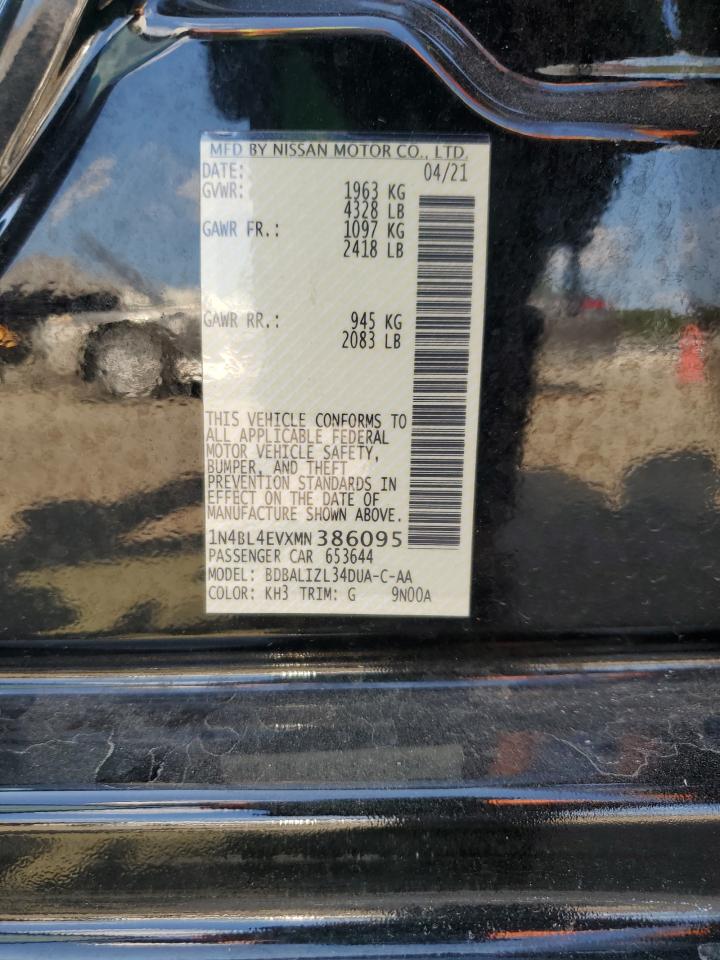 MFD BY NISSAN MOTOR CO., LTD.
DATE: 04/21
GVWR: 1963 KG
4328 LB
GAWR FR.: 1097 KG
2418 LB
GAWR RR.: 945 KG
2083 LB
THIS VEHICLE CONFORMS TO
ALL APPLICABLE FEDERAL
MOTOR VEHICLE SAFETY,
BUMPER, AND THEFT
PREVENTION STANDARDS IN
EFFECT ON THE DATE OF
MANUFACTURE SHOWN ABOVE.
1N4BL4EVXMN386095
PASSENGER CAR 653644
MODEL: BDBALIZL34DUA-C-AA
COLOR: KH3 TRIM: G 9N00A